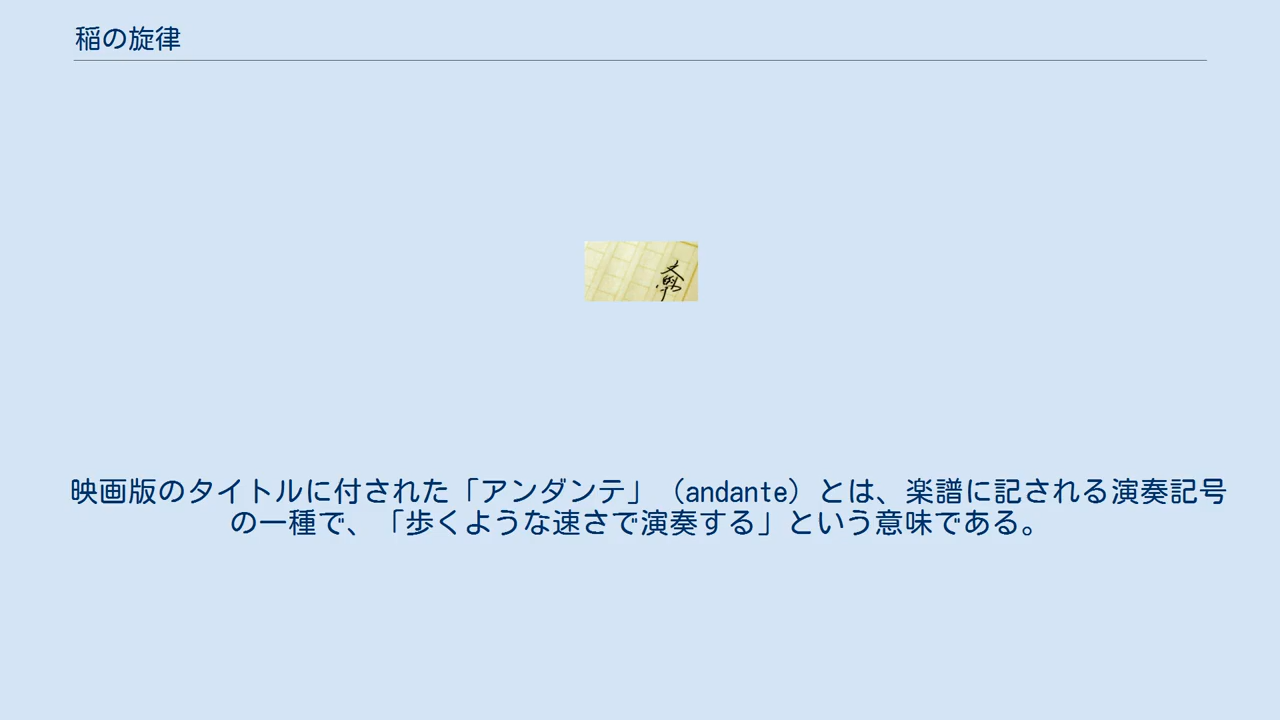 稲の旋律
映画版のタイトルに付された「アンダンテ」（andante）とは、楽譜に記される演奏記号
の一種で、「歩くような速さで演奏する」という意味である。